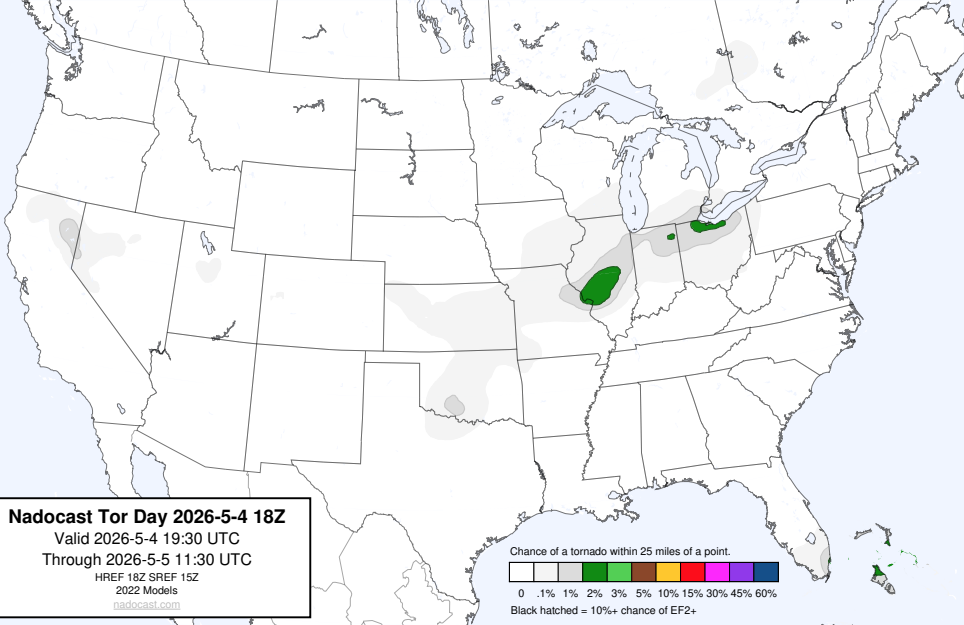 Nadocast Tor Day 2026-5-4 18Z
Valid 2026-5-4 19:30 UTC
Through 2026-5-5 11:30 UTC
HREF 18Z SREF 15Z
2022 Models
nadocast.com
Chance of a tornado within 25 miles of a point.
0 .1% 1% 2% 3% 5% 10% 15% 30% 45% 60%
Black hatched = 10%+ chance of EF2+